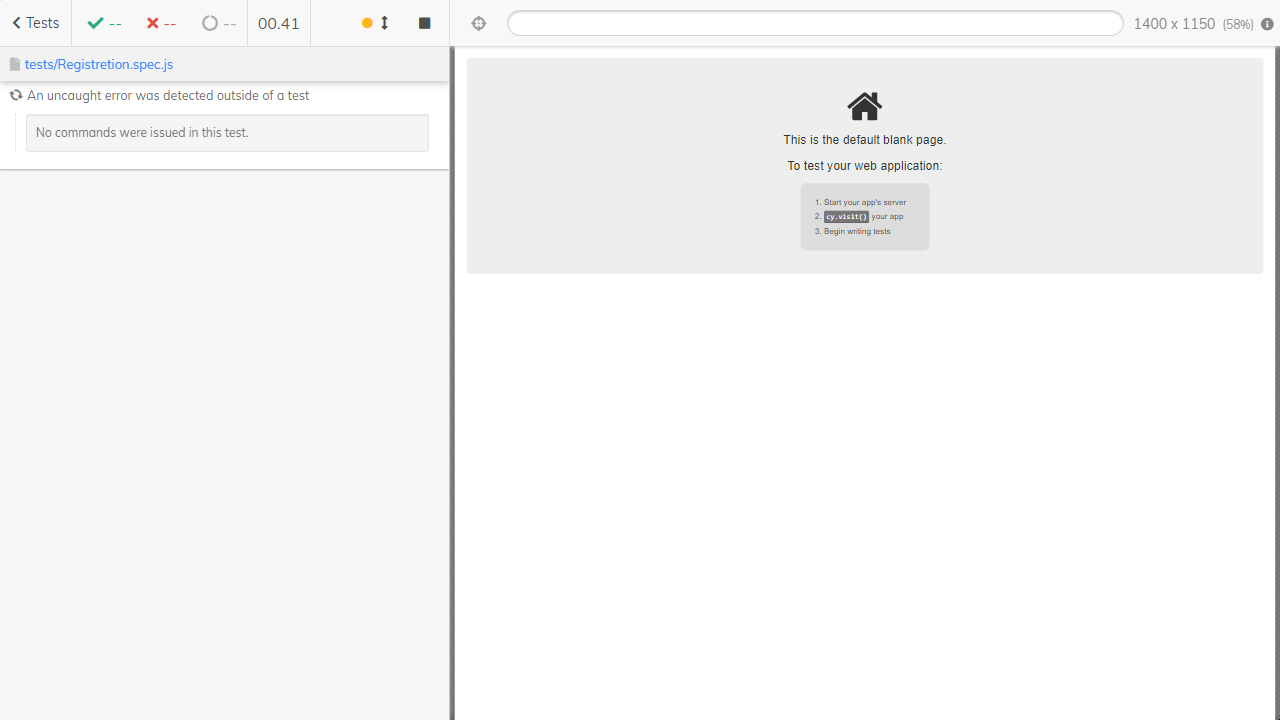 Tests -- -- -- 00.41 1400 x 1150 (58%)
tests/Registretion.spec.js
An uncaught error was detected outside of a test
No commands were issued in this test.
This is the default blank page.
To test your web application:
1. Start your app's server
2. cy.visit() your app
3. Begin writing tests